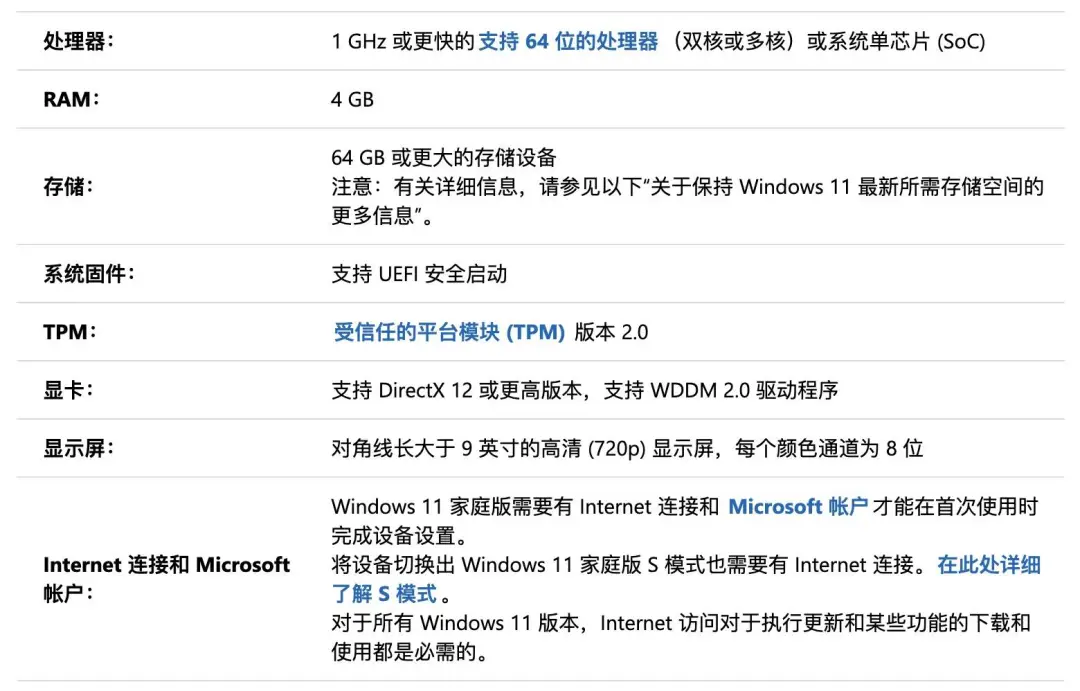 处理器：
1 GHz 或更快的支持 64 位的处理器 （双核或多核）或系统单芯片 (SoC)
RAM：
4 GB
存储：
64 GB 或更大的存储设备
注意：有关详细信息，请参见以下“关于保持 Windows 11 最新所需存储空间的
更多信息”。
系统固件：
支持 UEFI 安全启动
TPM：
受信任的平台模块 (TPM) 版本 2.0
显卡：
支持 DirectX 12 或更高版本，支持 WDDM 2.0 驱动程序
显示屏：
对角线长大于 9 英寸的高清 (720p) 显示屏，每个颜色通道为 8 位
Internet 连接和 Microsoft
帐户：
Windows 11 家庭版需要有 Internet 连接和 Microsoft 帐户才能在首次使用时
完成设备设置。
将设备切换出 Windows 11 家庭版 S 模式也需要有 Internet 连接。在此处详细
了解 S 模式。
对于所有 Windows 11 版本，Internet 访问对于执行更新和某些功能的下载和
使用都是必需的。